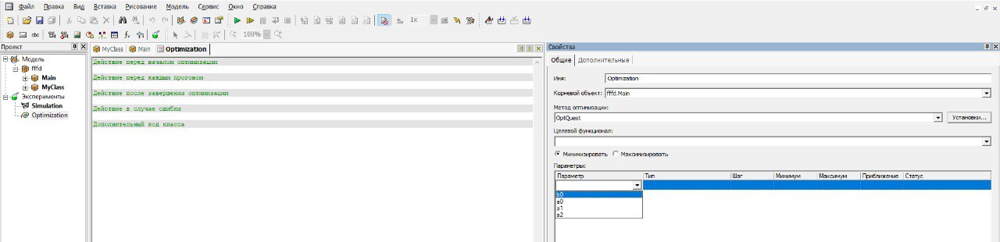 Файл Правка Вид Вставка Рисование Модель Сервис Окно Справка
1x
abc 100%
Проект
Модель
fffd
Main
MyClass
Эксперименты
Simulation
Optimization
MyClass Main Optimization
Действие перед началом оптимизации
Действие перед каждым прогоном
Действие после завершения оптимизации
Действие в случае ошибки
Дополнительный код класса
Свойства
Общие Дополнительные
Имя: Optimization
Корневой объект: fffd.Main
Метод оптимизации:
OptQuest Установки...
Целевой функционал:
Минимизировать Максимизировать
Параметры:
Параметр Тип Шаг Минимум Максимум Приближение Статус
b0
a0
a1
a2